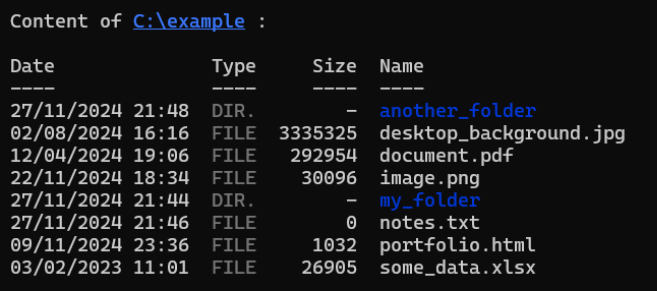 Content of C:\example :
Date Type Size Name
---- ---- ---- ----
27/11/2024 21:48 DIR. - another_folder
02/08/2024 16:16 FILE 3335325 desktop_background.jpg
12/04/2024 19:06 FILE 292954 document.pdf
22/11/2024 18:34 FILE 30096 image.png
27/11/2024 21:44 DIR. - my_folder
27/11/2024 21:46 FILE 0 notes.txt
09/11/2024 23:36 FILE 1032 portfolio.html
03/02/2023 11:01 FILE 26905 some_data.xlsx